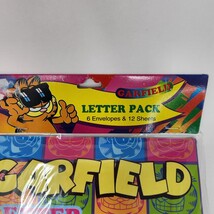 GARFIELD
LETTER PACK
6 Envelopes & 12 Sheets
GARFIELD